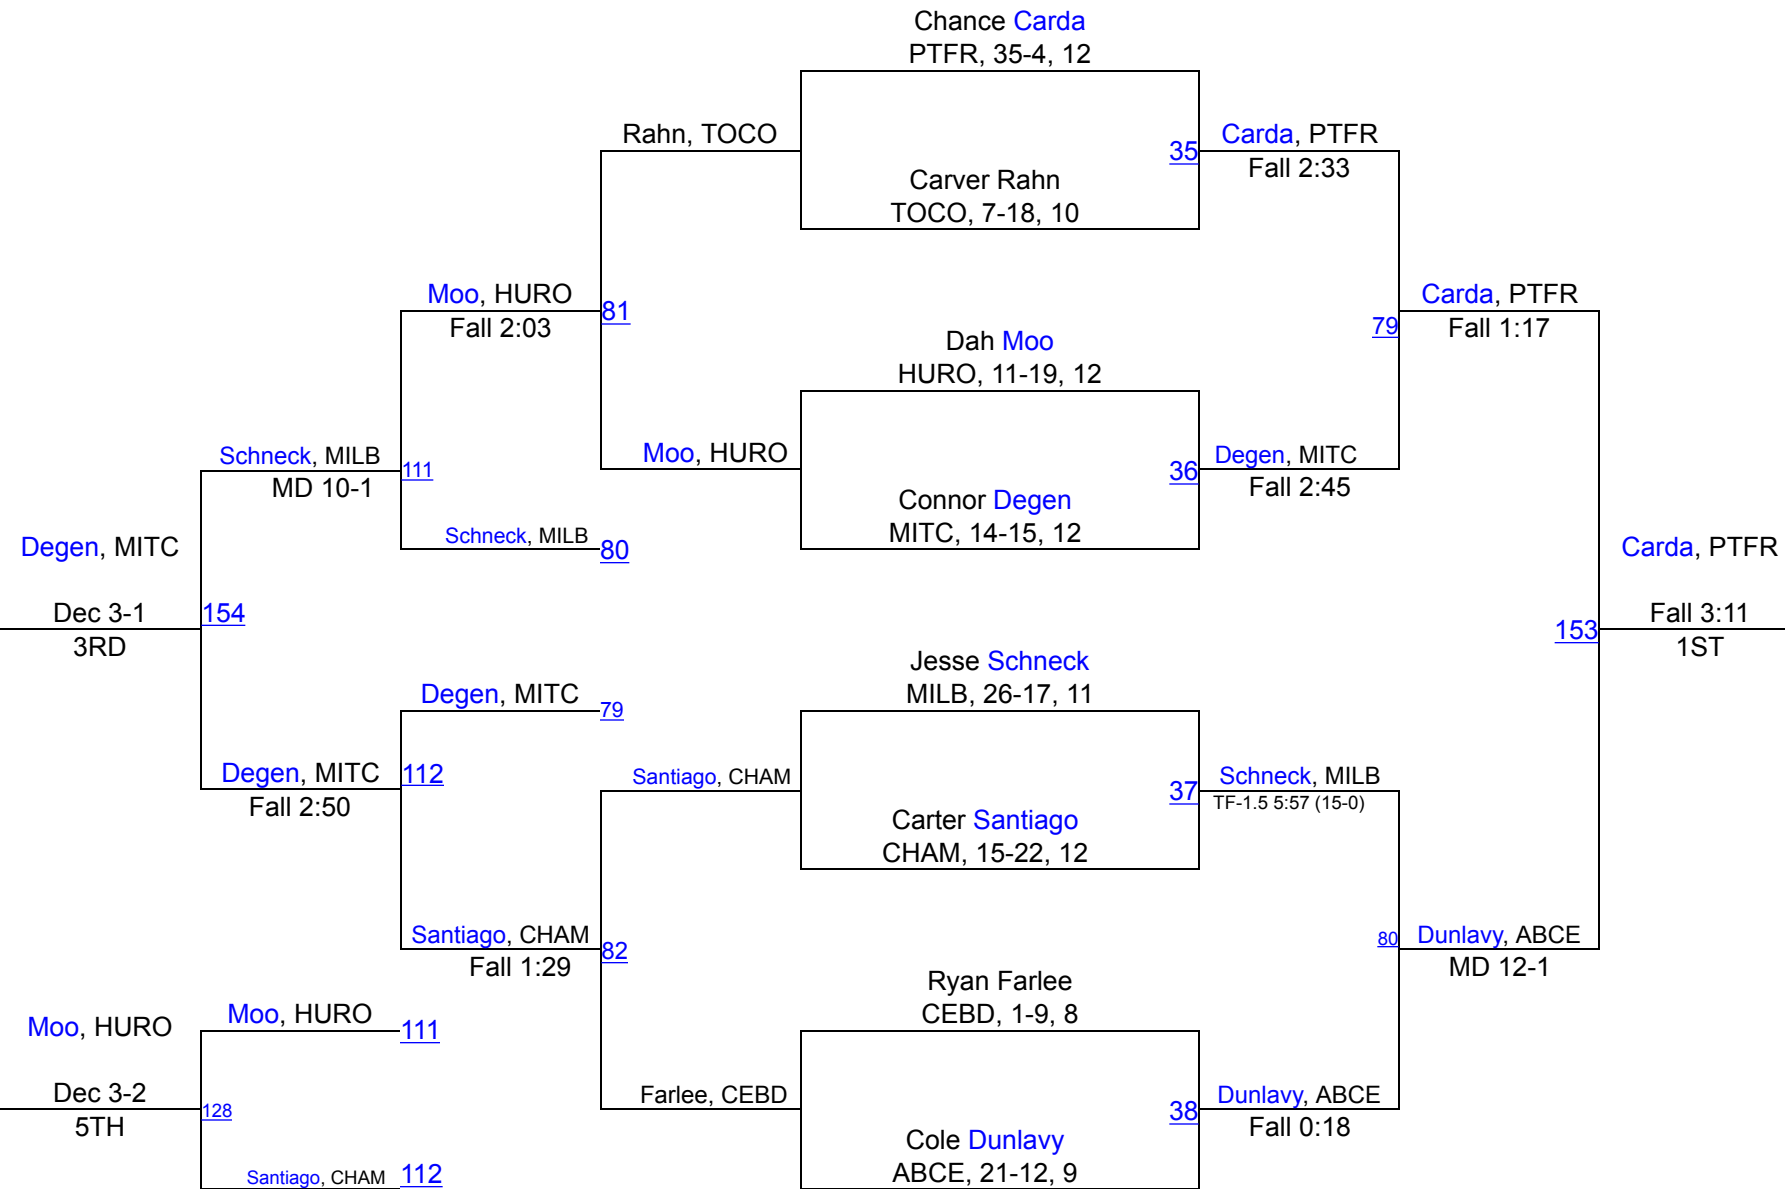 Chance Carda
PTFR, 35-4, 12
Rahn, TOCO
35
Carda, PTFR
Fall 2:33
Carver Rahn
TOCO, 7-18, 10
Moo, HURO
Fall 2:03
81
Dah Moo
HURO, 11-19, 12
79
Carda, PTFR
Fall 1:17
Schneck, MILB
MD 10-1
111
Moo, HURO
36
Degen, MITC
Fall 2:45
Connor Degen
MITC, 14-15, 12
Schneck, MILB
80
Degen, MITC
Dec 3-1
3RD
154
Carda, PTFR
Fall 3:11
1ST
153
Jesse Schneck
MILB, 26-17, 11
Degen, MITC
79
Degen, MITC
Fall 2:50
112
Santiago, CHAM
37
Schneck, MILB
TF-1.5 5:57 (15-0)
Carter Santiago
CHAM, 15-22, 12
Santiago, CHAM
Fall 1:29
82
80
Dunlavy, ABCE
MD 12-1
Ryan Farlee
CEBD, 1-9, 8
Moo, HURO
Dec 3-2
5TH
Moo, HURO
111
128
Santiago, CHAM
112
Farlee, CEBD
38
Dunlavy, ABCE
Fall 0:18
Cole Dunlavy
ABCE, 21-12, 9